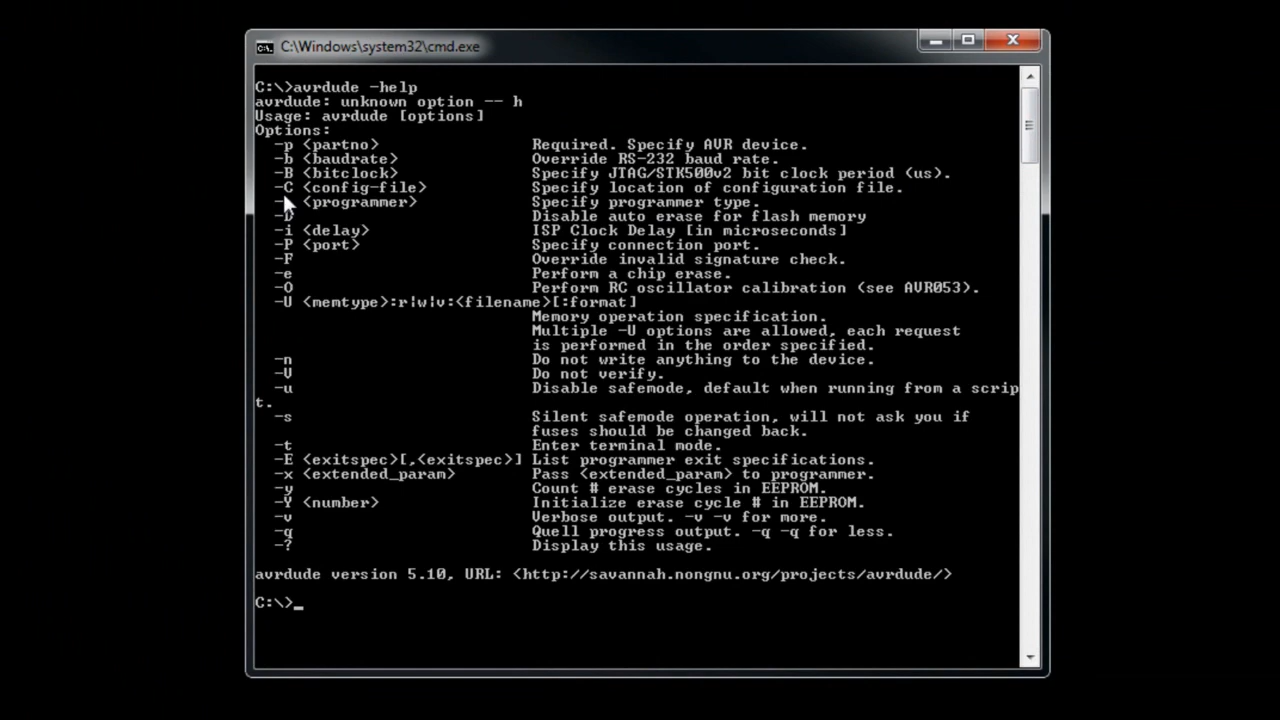 C:\Windows\system32\cmd.exe
C:\>avrdude -help
avrdude: unknown option -- h
Usage: avrdude [options]
Options:
-p <partno> Required. Specify AVR device.
-b <baudrate> Override RS-232 baud rate.
-B <bitclock> Specify JTAG/STK500v2 bit clock period (us).
-C <config-file> Specify location of configuration file.
- <programmer> Specify programmer type.
-D Disable auto erase for flash memory
-i <delay> ISP Clock Delay [in microseconds]
-P <port> Specify connection port.
-F Override invalid signature check.
-e Perform a chip erase.
-O Perform RC oscillator calibration (see AVR053).
-U <memtype>:r|w|v:<filename>[:format]
Memory operation specification.
Multiple -U options are allowed, each request
is performed in the order specified.
-n Do not write anything to the device.
-V Do not verify.
-u Disable safemode, default when running from a scrip
t.
-s Silent safemode operation, will not ask you if
fuses should be changed back.
-t Enter terminal mode.
-E <exitspec>[,<exitspec>] List programmer exit specifications.
-x <extended_param> Pass <extended_param> to programmer.
-y Count # erase cycles in EEPROM.
-Y <number> Initialize erase cycle # in EEPROM.
-v Verbose output. -v -v for more.
-q Quell progress output. -q -q for less.
-? Display this usage.
avrdude version 5.10, URL: <http://savannah.nongnu.org/projects/avrdude/>
C:\>_